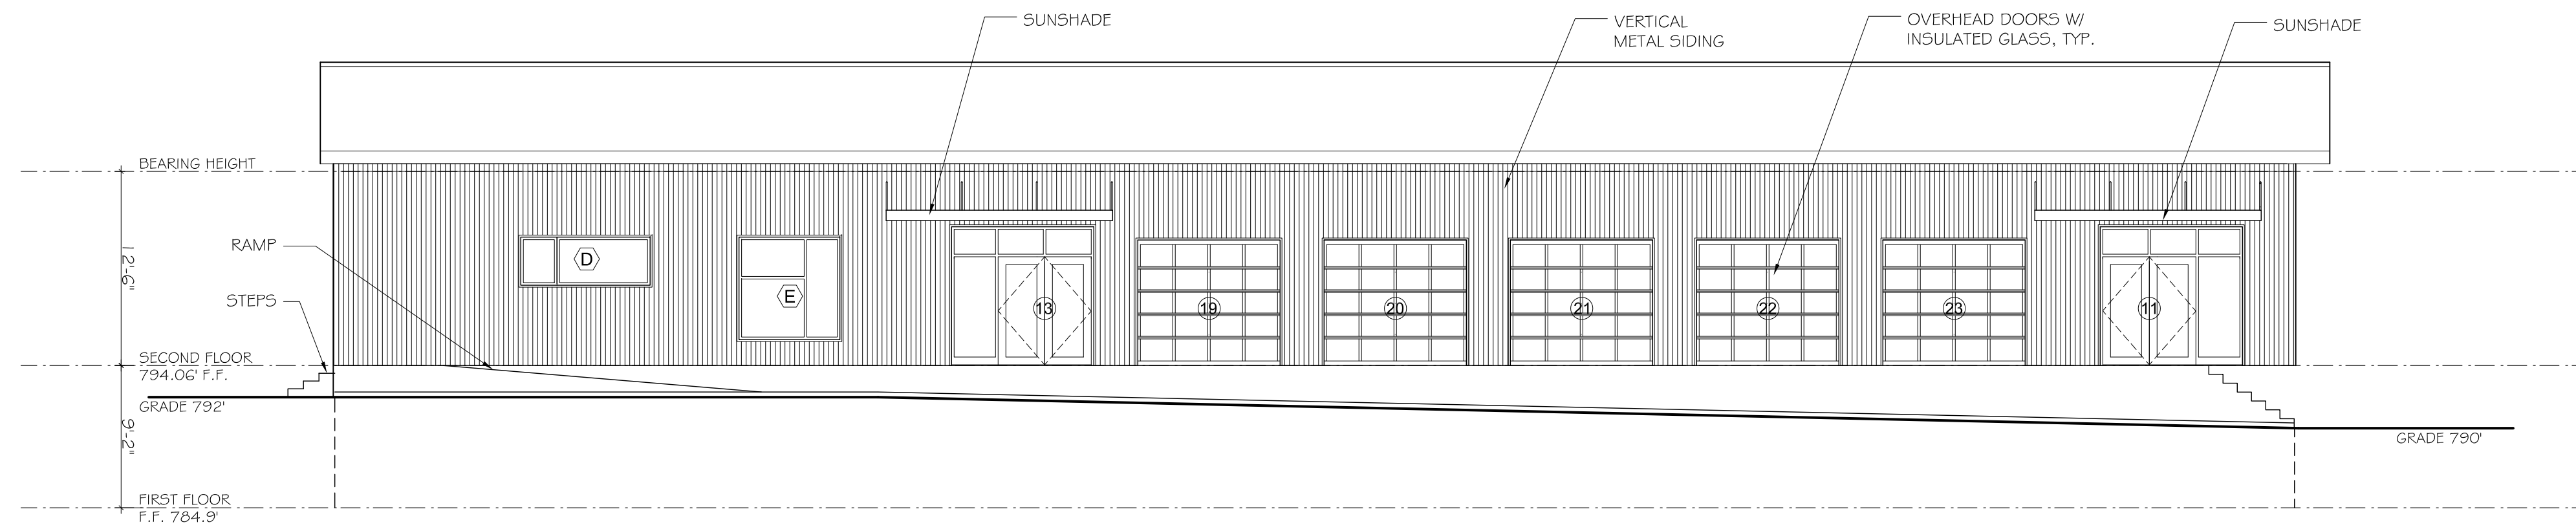 SUNSHADE
VERTICAL
METAL SIDING
OVERHEAD DOORS W/
INSULATED GLASS, TYP.
SUNSHADE
BEARING HEIGHT
RAMP
12'-6"
STEPS
D
E
13
19
20
21
22
23
11
SECOND FLOOR
794.06' F.F.
GRADE 792'
9'-2"
GRADE 790'
FIRST FLOOR
F.F. 784.9'